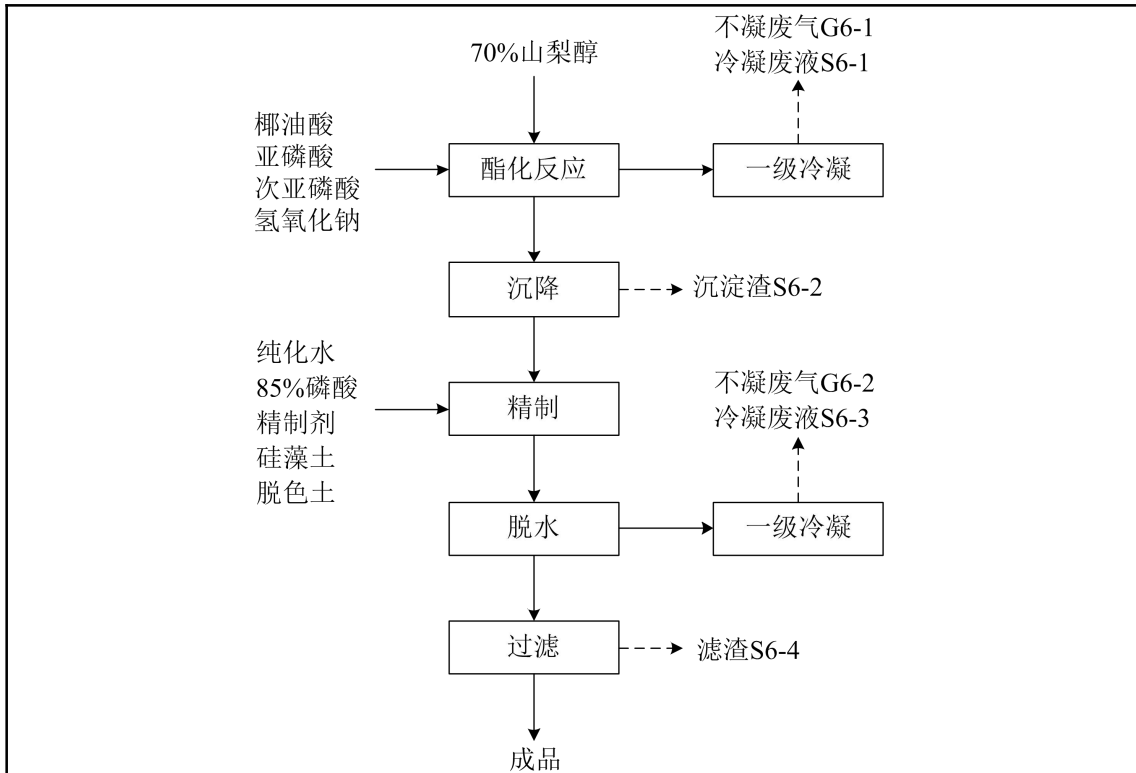 不凝废气G6-1
冷凝废液S6-1
70%山梨醇
椰油酸
亚磷酸
次亚磷酸
氢氧化钠
酯化反应
一级冷凝
沉降
沉淀渣S6-2
纯化水
85%磷酸
精制剂
硅藻土
脱色土
精制
不凝废气G6-2
冷凝废液S6-3
脱水
一级冷凝
过滤
滤渣S6-4
成品